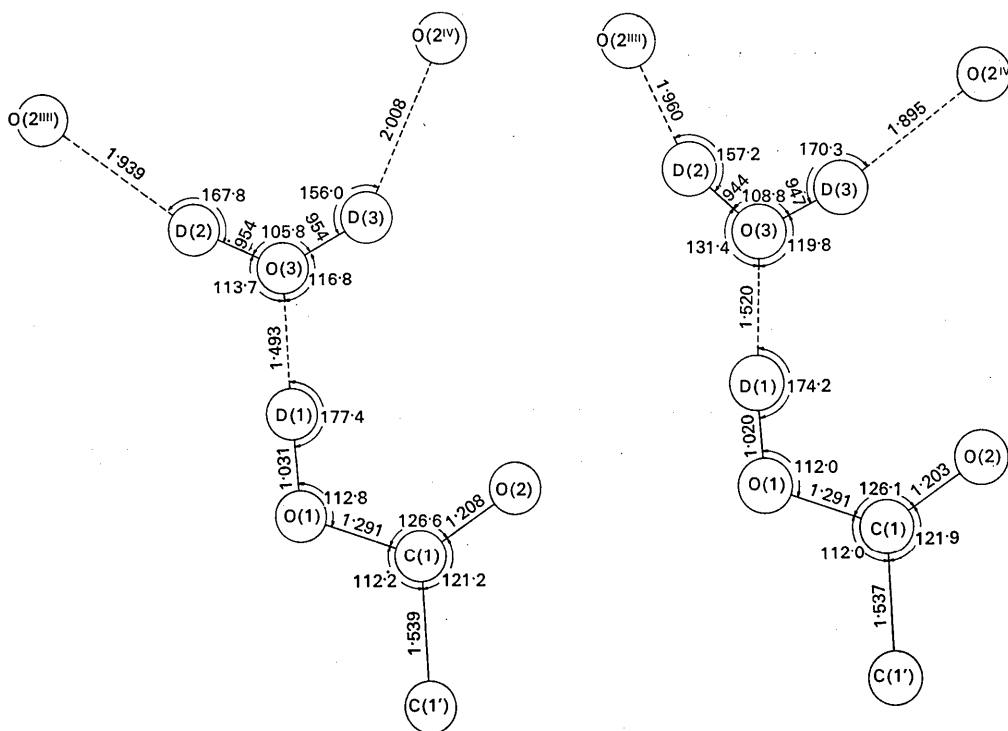 O(2ᴵⱽ)
O(2ᴵᴵᴵᴵ)
2·008
1·939
167·8
156·0
D(3)
D(2)
·954
105·8
·954
O(3)
113·7
116·8
1·493
D(1)
177·4
1·031
112·8
O(2)
O(1)
1·291
126·6
1·208
C(1)
112·2
121·2
1·539
C(1')
O(2ᴵᴵᴵᴵ)
O(2ᴵⱽ)
1·960
1·895
157·2
170·3
D(2)
D(3)
·944
108·8
·947
O(3)
131·4
119·8
1·520
D(1)
174·2
1·020
112·0
O(2)
O(1)
1·291
126·1
1·203
C(1)
112·0
121·9
1·537
C(1')